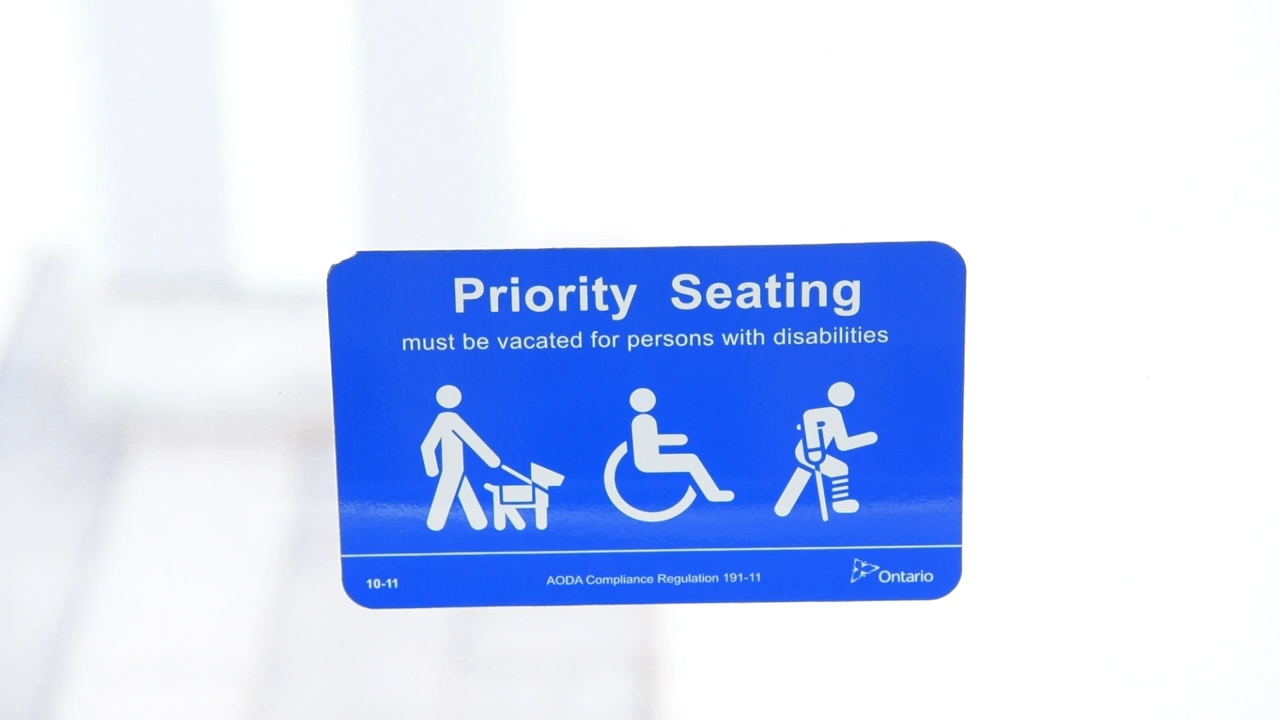 Priority Seating
must be vacated for persons with disabilities
10-11
AODA Compliance Regulation 191-11
Ontario